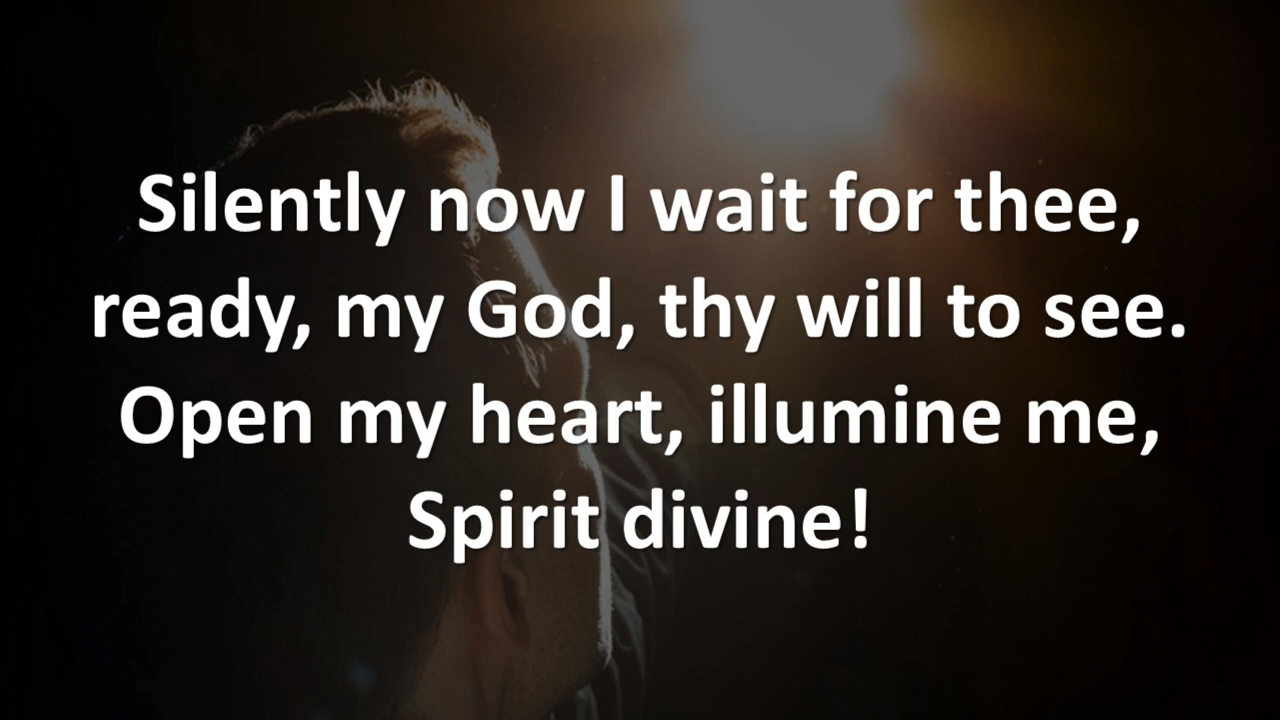 Silently now I wait for thee,
ready, my God, thy will to see.
Open my heart, illumine me,
Spirit divine!